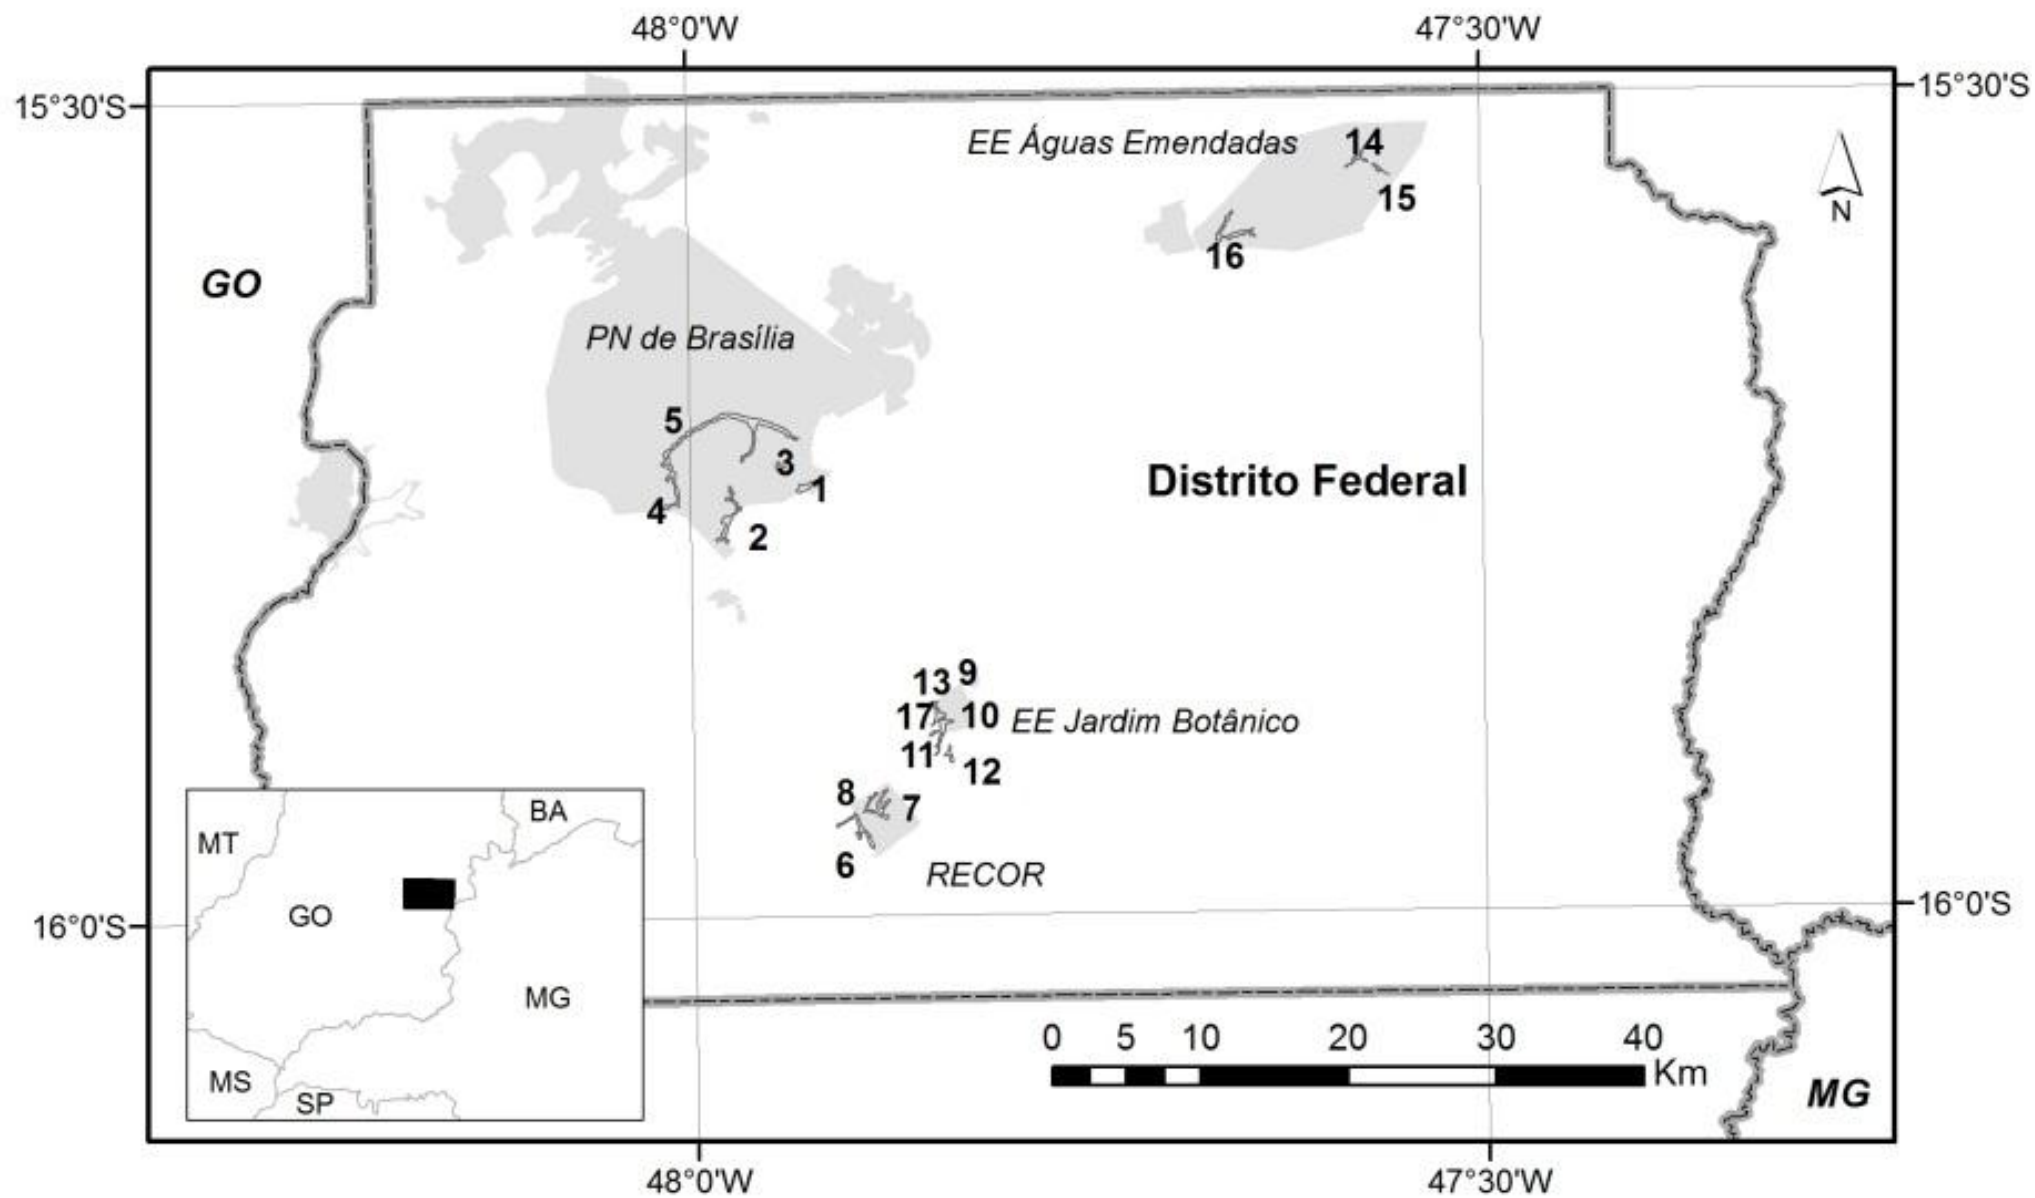 48°0'W
47°30'W
15°30'S
15°30'S
EE Águas Emendadas
14
15
16
N
GO
PN de Brasília
5
3
1
4
2
Distrito Federal
13
9
17
10
EE Jardim Botânico
11
12
8
7
6
RECOR
16°0'S
16°0'S
MT
BA
GO
MG
MS
SP
0
5
10
20
30
40
Km
MG
48°0'W
47°30'W